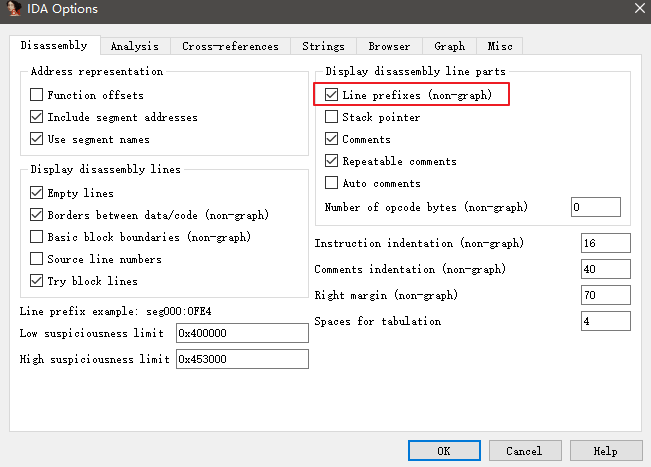 IDA Options
Disassembly Analysis Cross-references Strings Browser Graph Misc
Address representation
Function offsets
Include segment addresses
Use segment names
Display disassembly lines
Empty lines
Borders between data/code (non-graph)
Basic block boundaries (non-graph)
Source line numbers
Try block lines
Line prefix example: seg000:0FE4
Low suspiciousness limit 0x400000
High suspiciousness limit 0x453000
Display disassembly line parts
Line prefixes (non-graph)
Stack pointer
Comments
Repeatable comments
Auto comments
Number of opcode bytes (non-graph) 0
Instruction indentation (non-graph) 16
Comments indentation (non-graph) 40
Right margin (non-graph) 70
Spaces for tabulation 4
OK Cancel Help